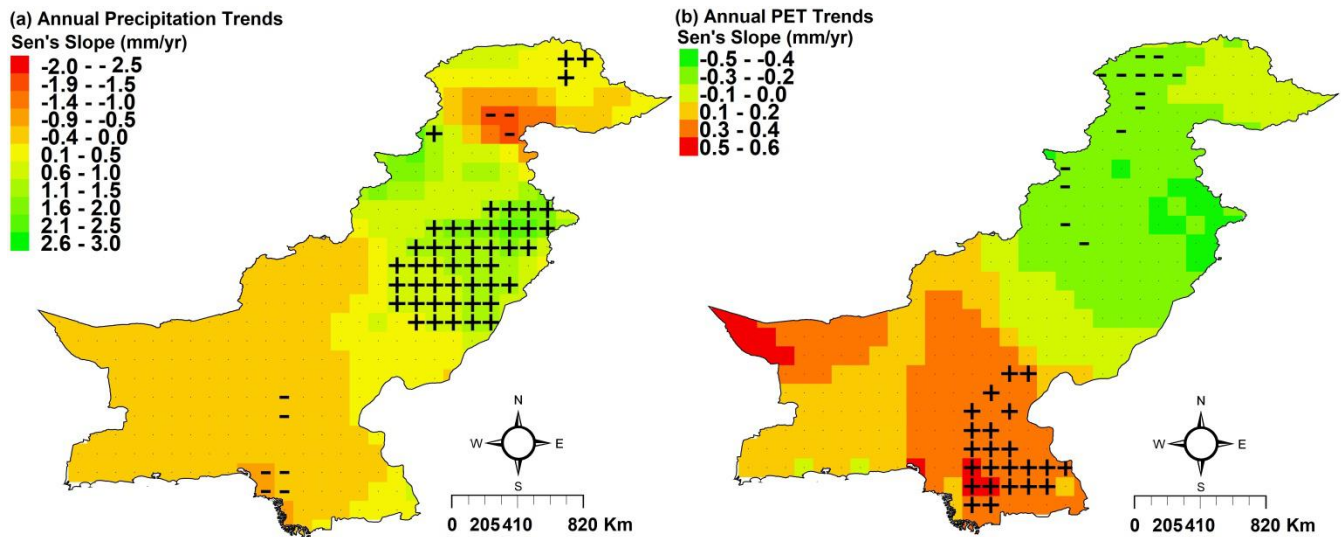 (a) Annual Precipitation Trends
Sen's Slope (mm/yr)
-2.0 - - 2.5
-1.9 - -1.5
-1.4 - -1.0
-0.4 - 0.0
0.1 - 0.5
0.6 - 1.0
1.1 - 1.5
1.6 - 2.0
2.1 - 2.5
2.6 - 3.0
N
W E
S
0 205410 820 Km
(b) Annual PET Trends
Sen's Slope (mm/yr)
-0.5 - -0.4
-0.3 - -0.2
-0.1 - 0.0
0.1 - 0.2
0.3 - 0.4
0.5 - 0.6
N
W E
S
0 205410 820 Km